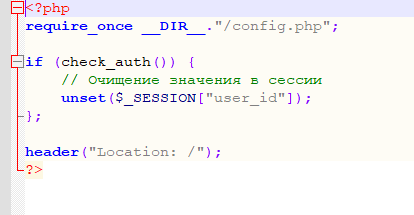 <?php
require_once __DIR__."/config.php";
if (check_auth()) {
// Очищение значения в сессии
unset($_SESSION["user_id"]);
};
header("Location: /");
?>